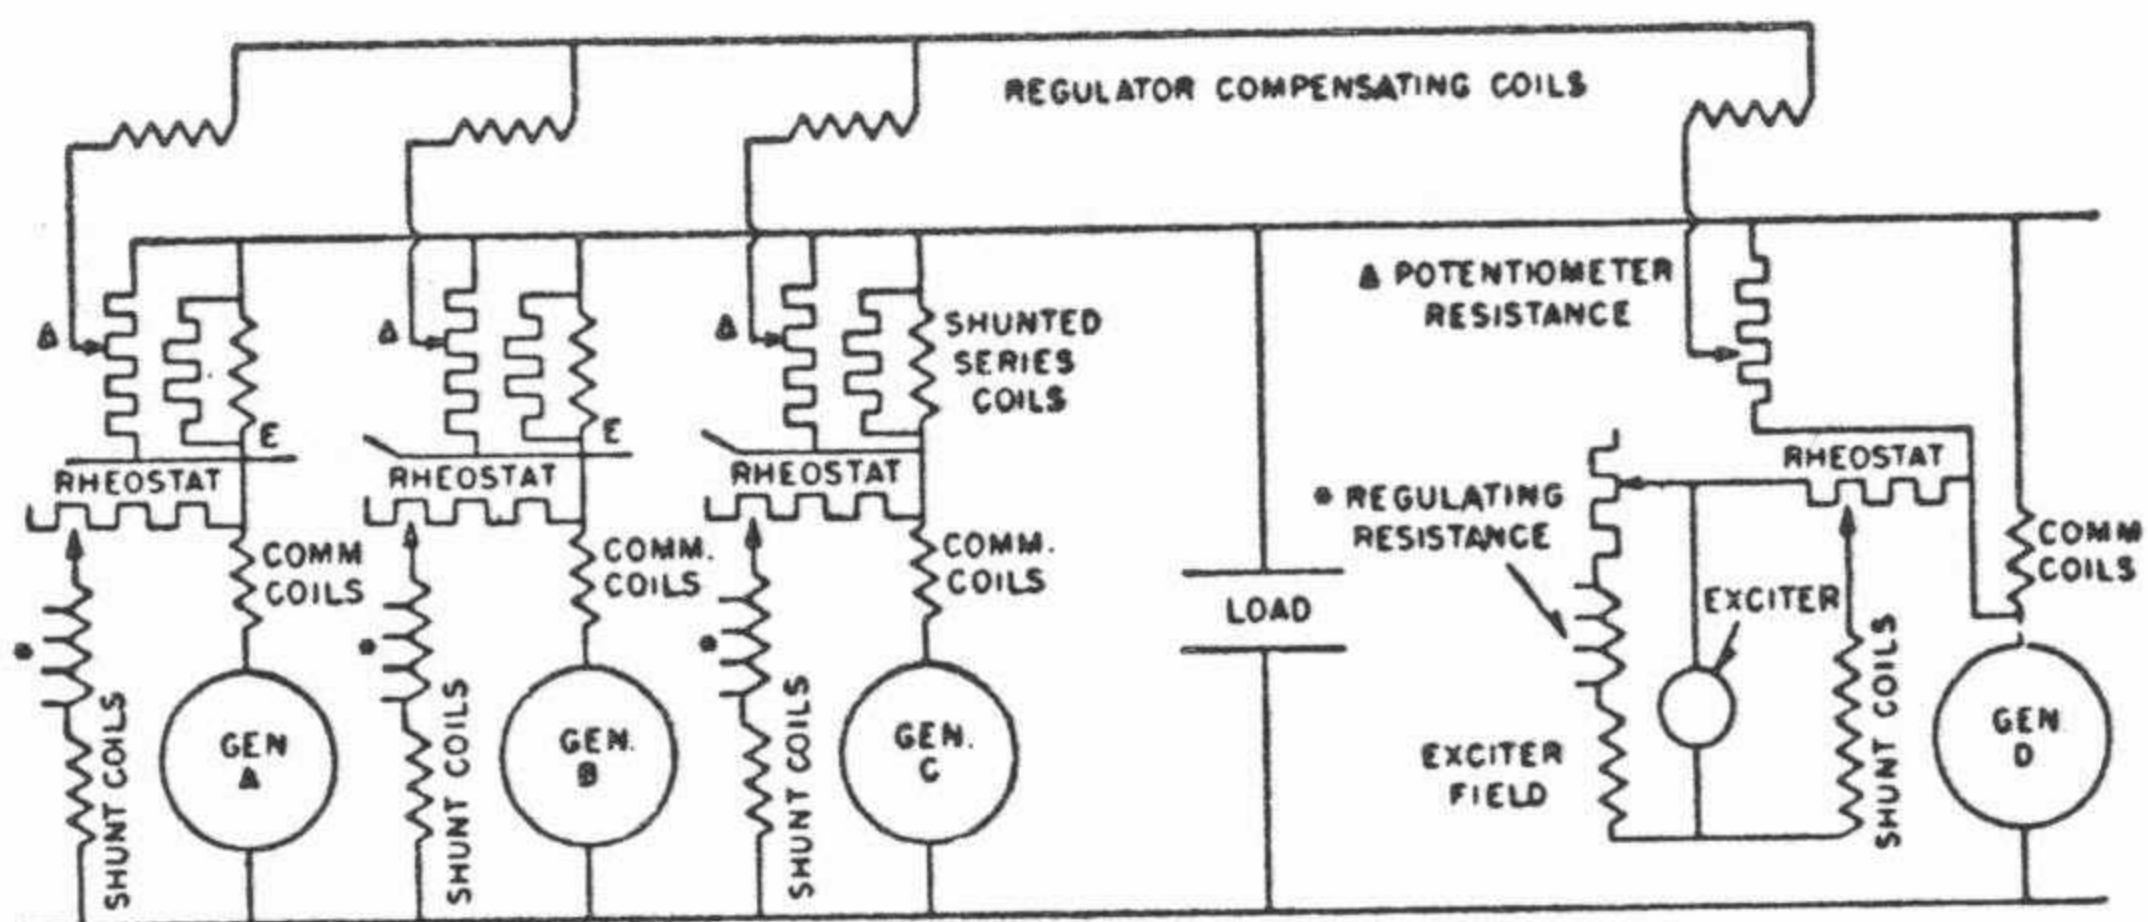 REGULATOR COMPENSATING COILS
Δ POTENTIOMETER
RESISTANCE
Δ
Δ
Δ
SHUNTED
SERIES
COILS
E
E
RHEOSTAT
RHEOSTAT
RHEOSTAT
RHEOSTAT
* REGULATING
RESISTANCE
COMM
COILS
COMM.
COILS
COMM.
COILS
COMM
COILS
LOAD
EXCITER
*
*
*
SHUNT COILS
SHUNT COILS
SHUNT COILS
SHUNT COILS
GEN
A
GEN.
B
GEN.
C
EXCITER
FIELD
GEN
D